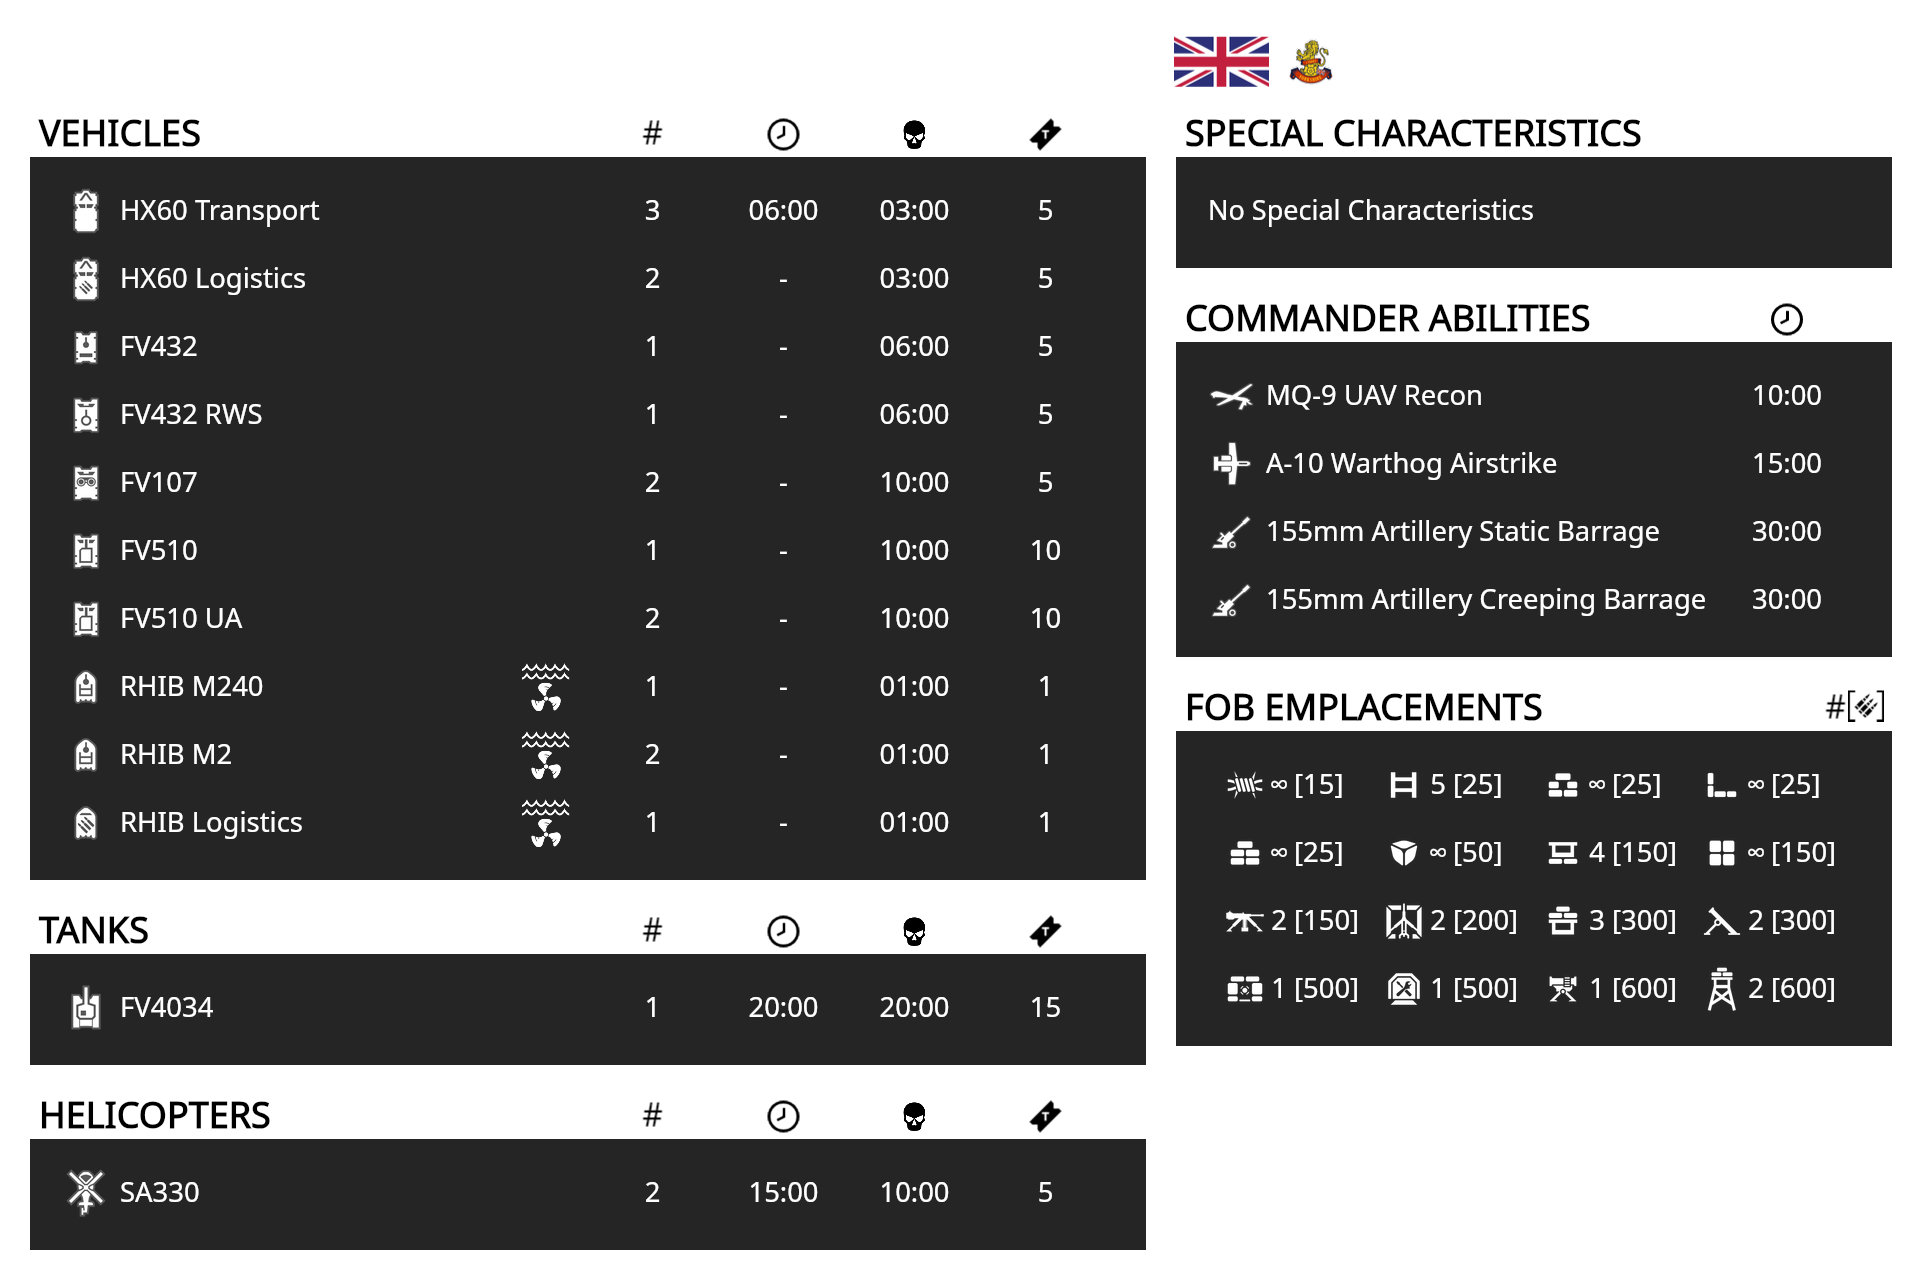 VEHICLES #
HX60 Transport 3 06:00 03:00 5
HX60 Logistics 2 - 03:00 5
FV432 1 - 06:00 5
FV432 RWS 1 - 06:00 5
FV107 2 - 10:00 5
FV510 1 - 10:00 10
FV510 UA 2 - 10:00 10
RHIB M240 1 - 01:00 1
RHIB M2 2 - 01:00 1
RHIB Logistics 1 - 01:00 1
TANKS #
FV4034 1 20:00 20:00 15
HELICOPTERS #
SA330 2 15:00 10:00 5
SPECIAL CHARACTERISTICS
No Special Characteristics
COMMANDER ABILITIES
MQ-9 UAV Recon 10:00
A-10 Warthog Airstrike 15:00
155mm Artillery Static Barrage 30:00
155mm Artillery Creeping Barrage 30:00
FOB EMPLACEMENTS #[]
∞ [15] 5 [25] ∞ [25] ∞ [25]
∞ [25] ∞ [50] 4 [150] ∞ [150]
2 [150] 2 [200] 3 [300] 2 [300]
1 [500] 1 [500] 1 [600] 2 [600]